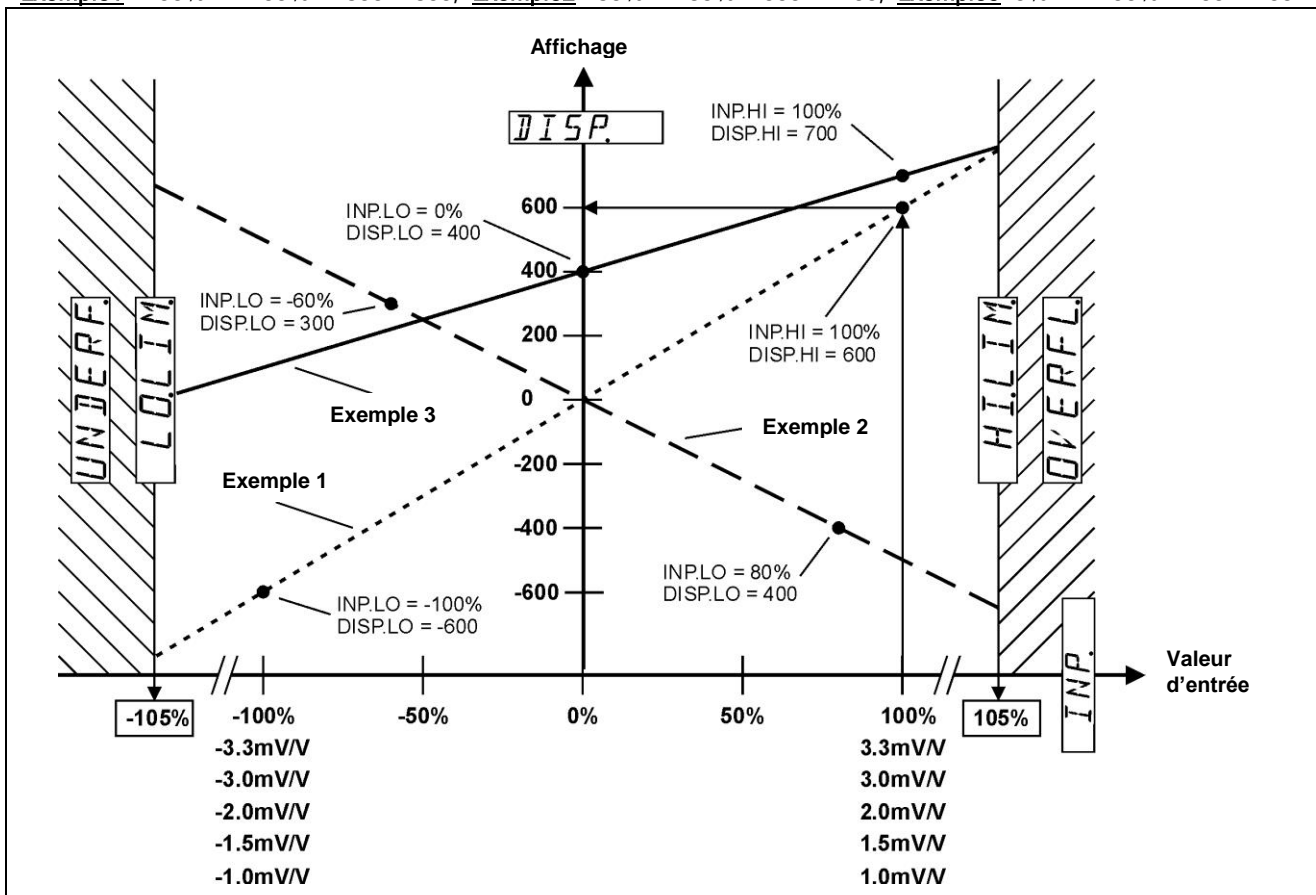 Affichage
DISP.
INP.HI = 100%
DISP.HI = 700
INP.LO = 0%
DISP.LO = 400
600
400
INP.LO = -60%
DISP.LO = 300
INP.HI = 100%
DISP.HI = 600
200
UNDERF.
LO.LIM.
HI.LIM.
OVERFL.
0
Exemple 3
Exemple 2
-200
Exemple 1
-400
INP.LO = 80%
DISP.LO = 400
-600
INP.LO = -100%
DISP.LO = -600
INP.
Valeur
d'entrée
-105% -100% -50% 0% 50% 100% 105%
-3.3mV/V 3.3mV/V
-3.0mV/V 3.0mV/V
-2.0mV/V 2.0mV/V
-1.5mV/V 1.5mV/V
-1.0mV/V 1.0mV/V